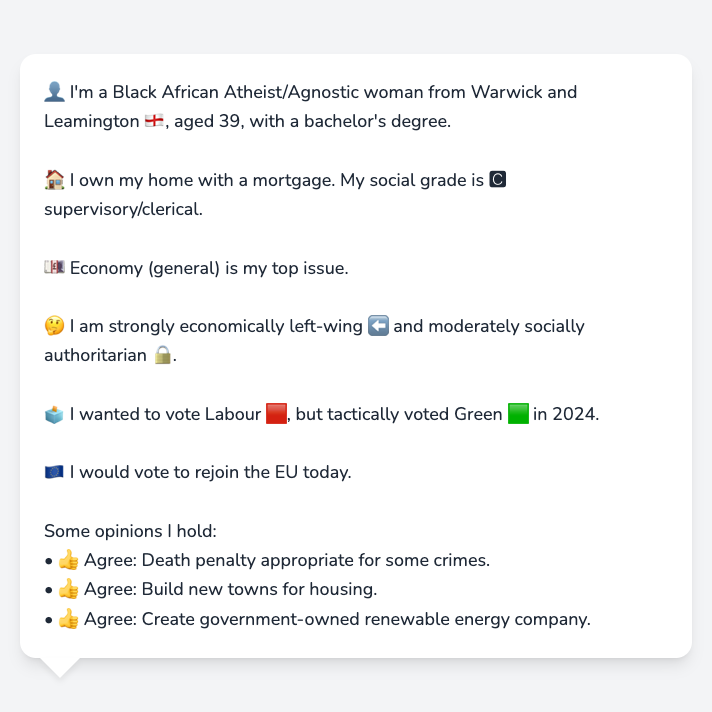 👤 I'm a Black African Atheist/Agnostic woman from Warwick and
Leamington 🏴󠁧󠁢󠁥󠁮󠁧󠁿, aged 39, with a bachelor's degree.
🏠 I own my home with a mortgage. My social grade is 🅲
supervisory/clerical.
💷 Economy (general) is my top issue.
🤔 I am strongly economically left-wing ⬅️ and moderately socially
authoritarian 🔒.
🗳️ I wanted to vote Labour 🟥, but tactically voted Green 🟩 in 2024.
🇪🇺 I would vote to rejoin the EU today.
Some opinions I hold:
• 👍 Agree: Death penalty appropriate for some crimes.
• 👍 Agree: Build new towns for housing.
• 👍 Agree: Create government-owned renewable energy company.